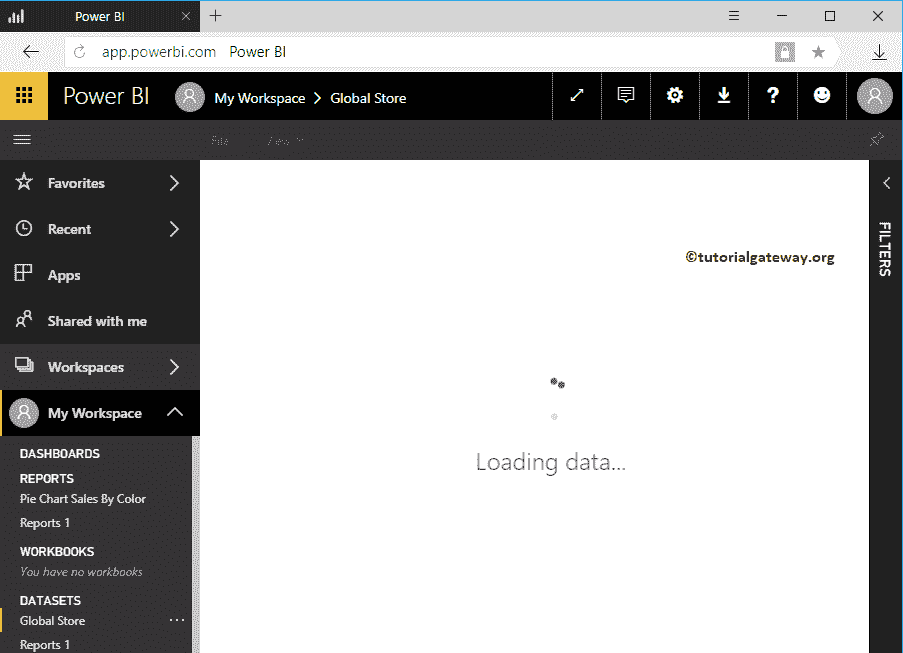 Power BI
app.powerbi.com Power BI
Power BI My Workspace > Global Store ?
File View
Favorites
Recent
Apps
Shared with me
Workspaces
My Workspace
DASHBOARDS
REPORTS
Pie Chart Sales By Color
Reports 1
WORKBOOKS
You have no workbooks
DATASETS
Global Store ...
Reports 1
©tutorialgateway.org
Loading data...
FILTERS